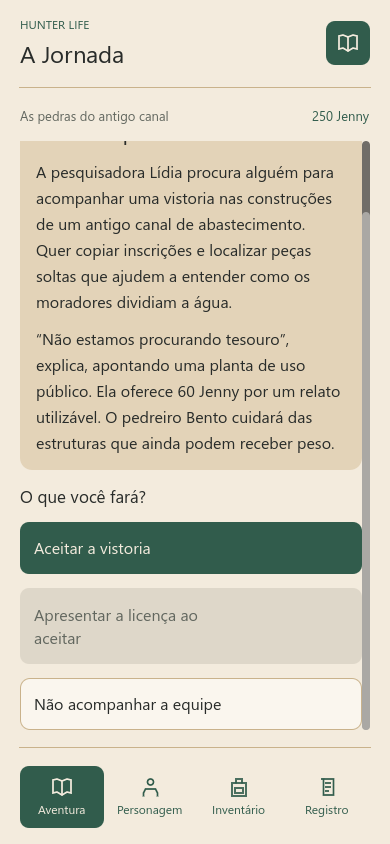 HUNTER LIFE
A Jornada
As pedras do antigo canal
250 Jenny
A pesquisadora Lídia procura alguém para
acompanhar uma vistoria nas construções
de um antigo canal de abastecimento.
Quer copiar inscrições e localizar peças
soltas que ajudem a entender como os
moradores dividiam a água.
“Não estamos procurando tesouro”,
explica, apontando uma planta de uso
público. Ela oferece 60 Jenny por um relato
utilizável. O pedreiro Bento cuidará das
estruturas que ainda podem receber peso.
O que você fará?
Aceitar a vistoria
Apresentar a licença ao
aceitar
Não acompanhar a equipe
Aventura
Personagem
Inventário
Registro